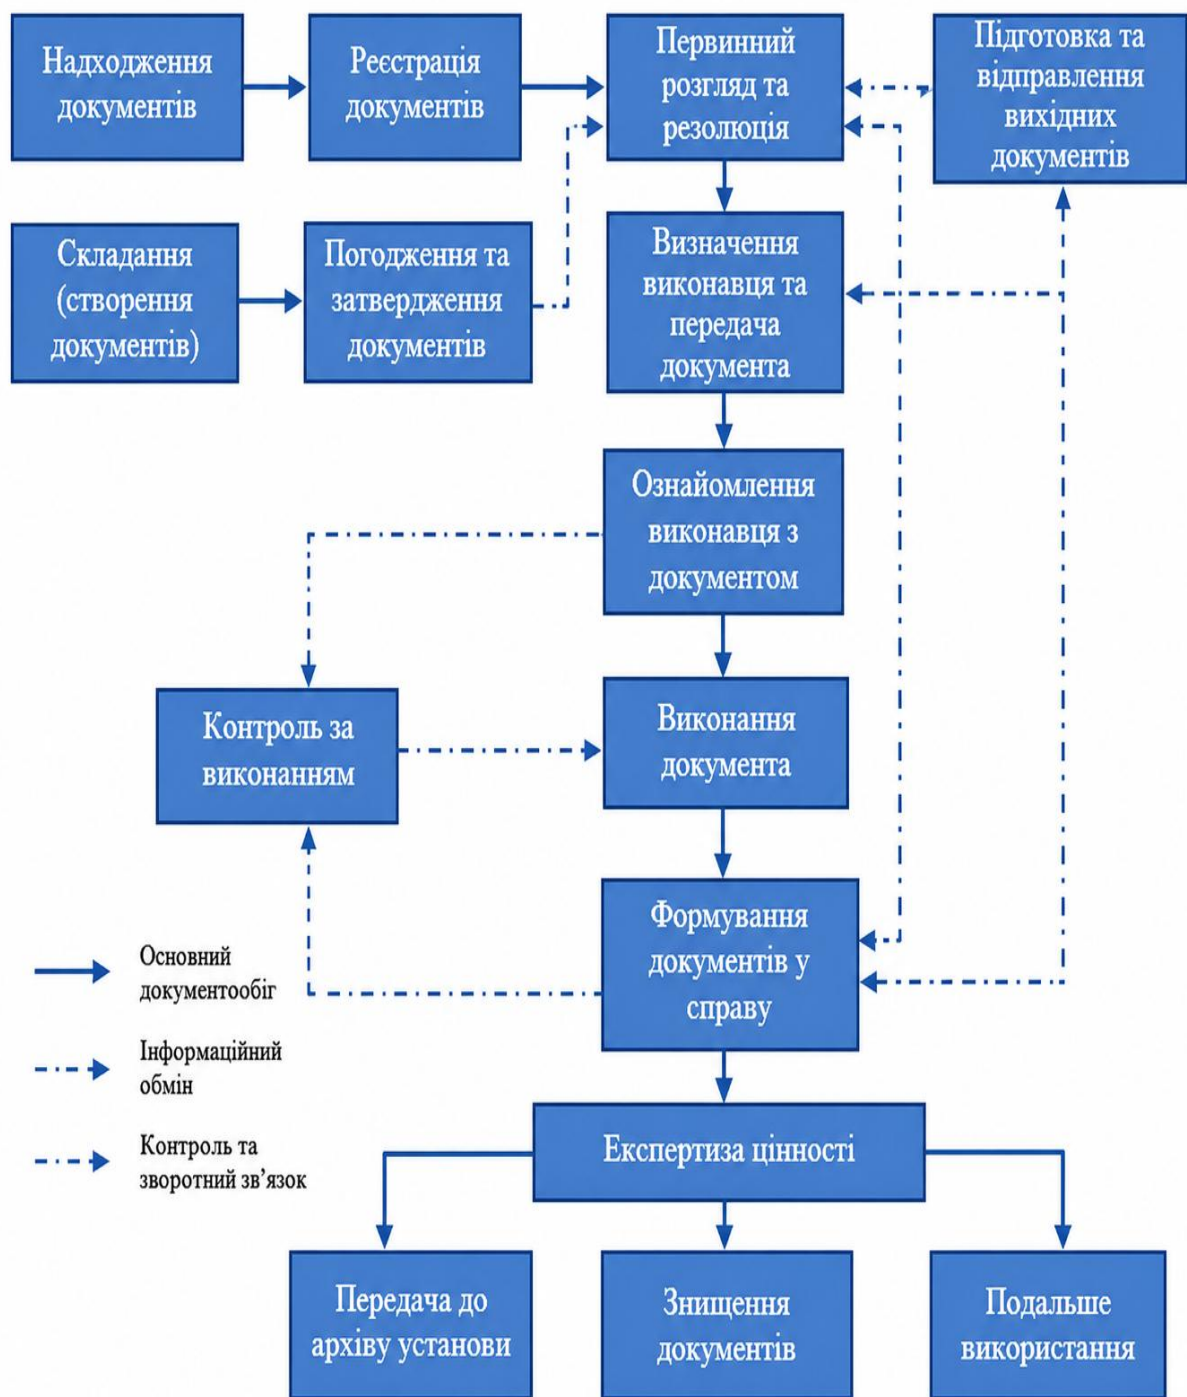 Надходження
документів
Реєстрація
документів
Первинний
розгляд та
резолюція
Підготовка та
відправлення
вихідних
документів
Складання
(створення
документів)
Погодження та
затвердження
документів
Визначення
виконавця та
передача
документа
Ознайомлення
виконавця з
документом
Контроль за
виконанням
Виконання
документа
Формування
документів у
справу
Основний
документообіг
Інформаційний
обмін
Контроль та
зворотний зв’язок
Експертиза цінності
Передача до
архіву установи
Знищення
документів
Подальше
використання